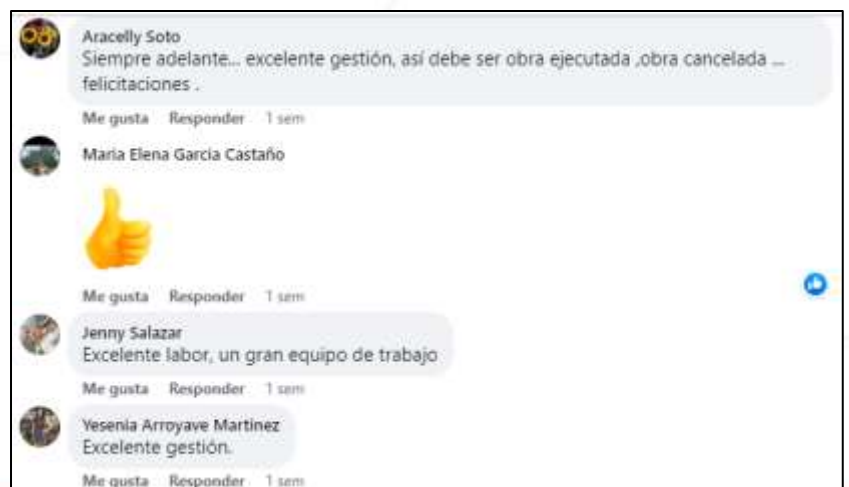 Aracelly Soto
Siempre adelante... excelente gestión, así debe ser obra ejecutada ,obra cancelada ...
felicitaciones .
Me gusta Responder 1 sem
Maria Elena Garcia Castaño
Me gusta Responder 1 sem
Jenny Salazar
Excelente labor, un gran equipo de trabajo
Me gusta Responder 1 sem
Yesenia Arroyave Martinez
Excelente gestión.
Me gusta Responder 1 sem